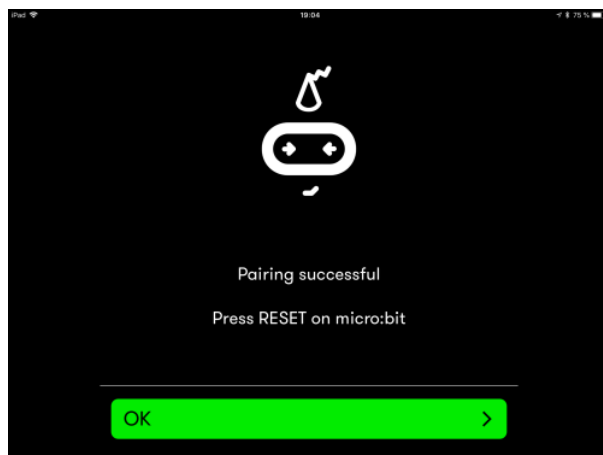 iPad 19:04 75 %
Pairing successful
Press RESET on micro:bit
OK